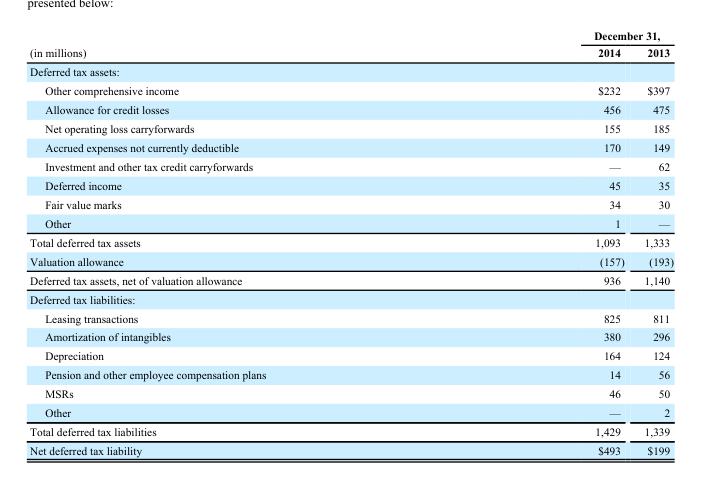 presented below:
December 31,
(in millions) 2014 2013
Deferred tax assets:
Other comprehensive income $232 $397
Allowance for credit losses 456 475
Net operating loss carryforwards 155 185
Accrued expenses not currently deductible 170 149
Investment and other tax credit carryforwards — 62
Deferred income 45 35
Fair value marks 34 30
Other 1 —
Total deferred tax assets 1,093 1,333
Valuation allowance (157) (193)
Deferred tax assets, net of valuation allowance 936 1,140
Deferred tax liabilities:
Leasing transactions 825 811
Amortization of intangibles 380 296
Depreciation 164 124
Pension and other employee compensation plans 14 56
MSRs 46 50
Other — 2
Total deferred tax liabilities 1,429 1,339
Net deferred tax liability $493 $199